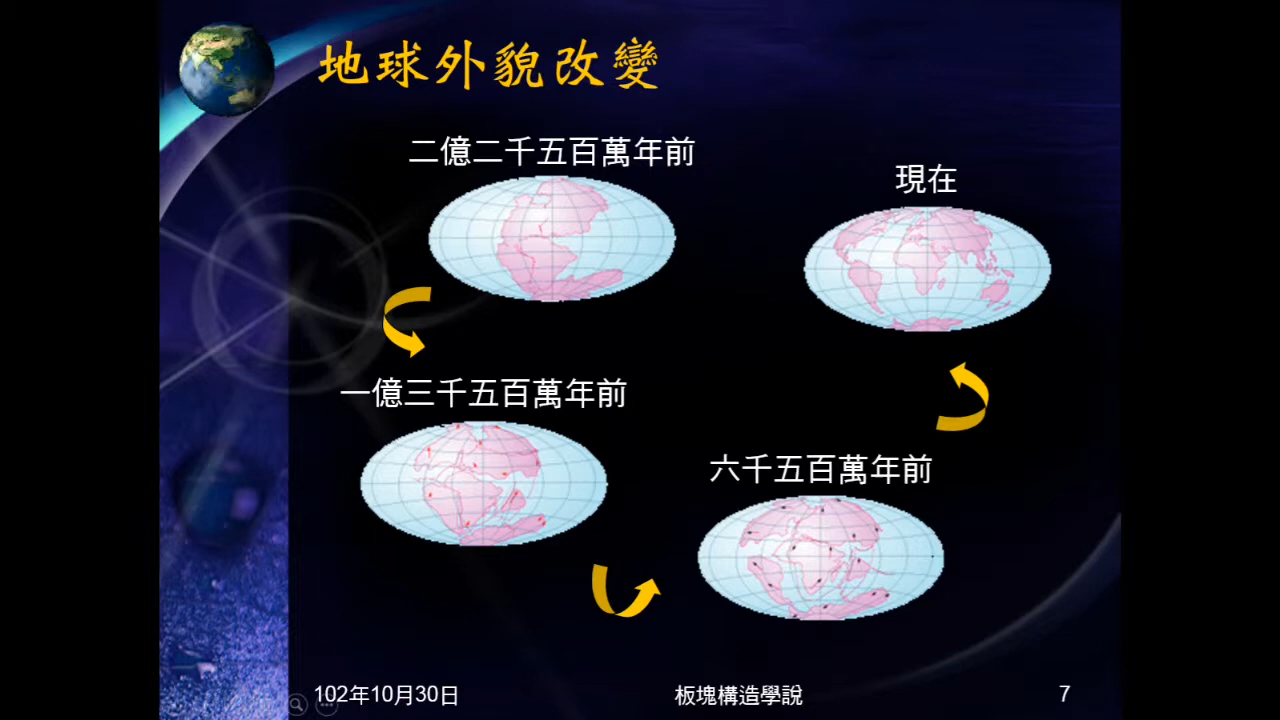 地球外貌改變
二億二千五百萬年前
現在
一億三千五百萬年前
六千五百萬年前
102年10月30日
板塊構造學說
7